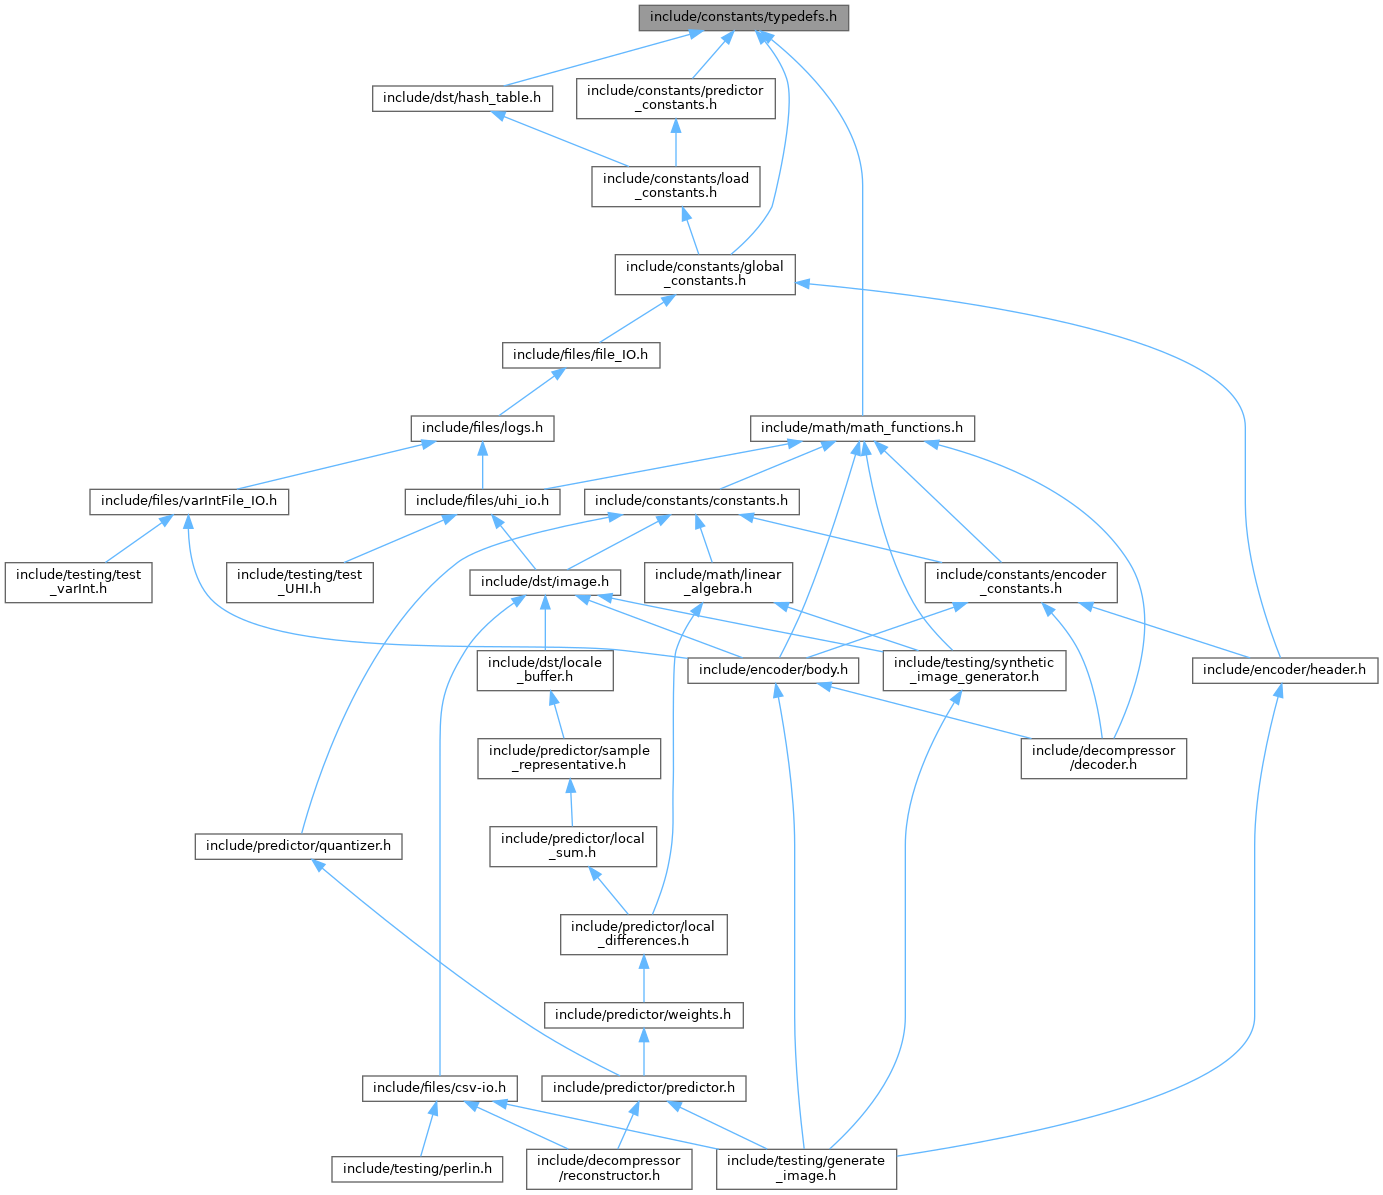 include/constants/typedefs.h
include/dst/hash_table.h
include/constants/predictor
_constants.h
include/constants/load
_constants.h
include/constants/global
_constants.h
include/files/file_IO.h
include/files/logs.h
include/math/math_functions.h
include/files/varIntFile_IO.h
include/files/uhi_io.h
include/constants/constants.h
include/testing/test
_varInt.h
include/testing/test
_UHI.h
include/dst/image.h
include/math/linear
_algebra.h
include/constants/encoder
_constants.h
include/dst/locale
_buffer.h
include/encoder/body.h
include/testing/synthetic
_image_generator.h
include/encoder/header.h
include/predictor/sample
_representative.h
include/decompressor
/decoder.h
include/predictor/quantizer.h
include/predictor/local
_sum.h
include/predictor/local
_differences.h
include/predictor/weights.h
include/files/csv-io.h
include/predictor/predictor.h
include/testing/perlin.h
include/decompressor
/reconstructor.h
include/testing/generate
_image.h